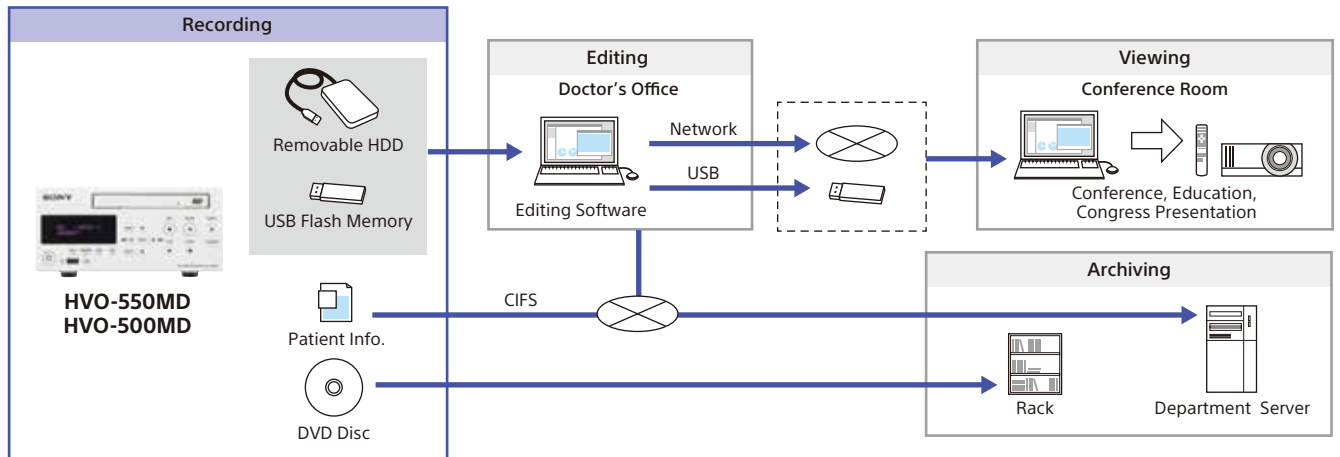 Recording
Removable HDD
USB Flash Memory
SONY
HVO-550MD
HVO-500MD
Patient Info.
DVD Disc
Editing
Doctor's Office
Editing Software
Network
USB
CIFS
Viewing
Conference Room
Conference, Education,
Congress Presentation
Archiving
Rack
Department Server